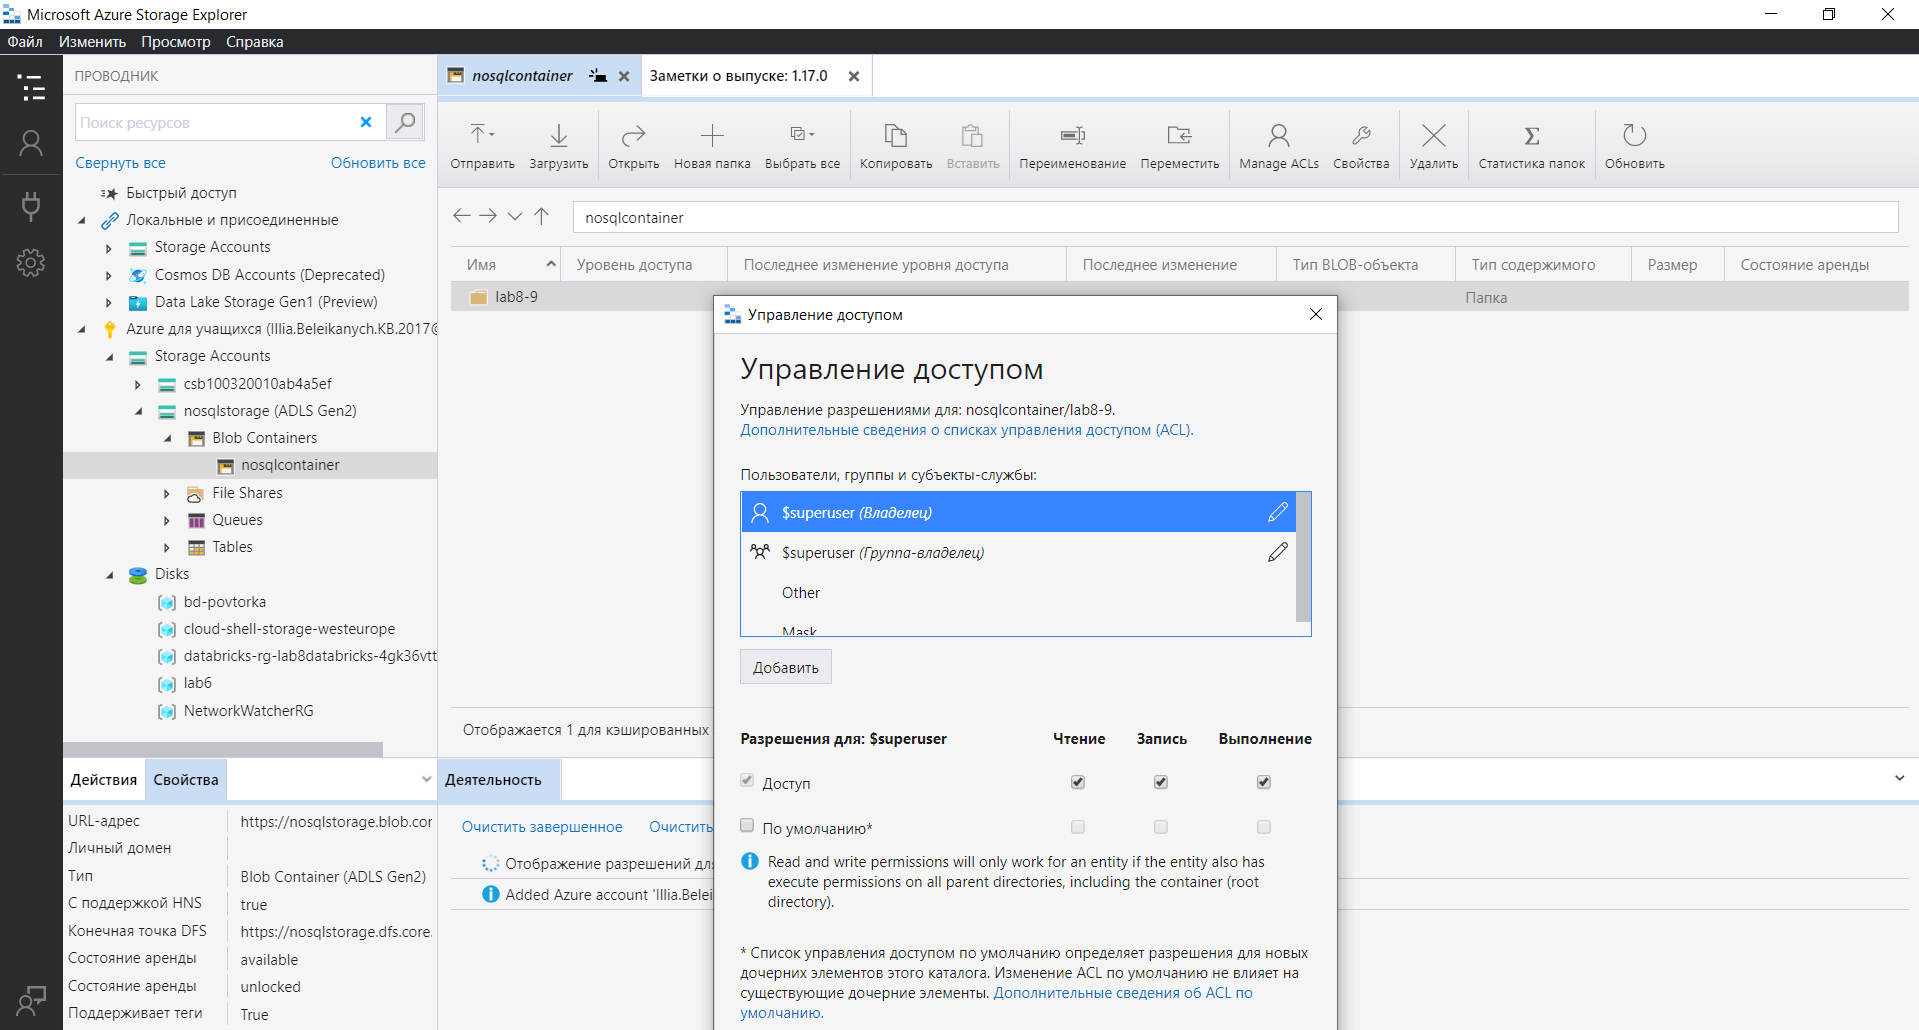 Microsoft Azure Storage Explorer
Файл Изменить Просмотр Справка
ПРОВОДНИК
Поиск ресурсов
Свернуть все Обновить все
Быстрый доступ
Локальные и присоединенные
Storage Accounts
Cosmos DB Accounts (Deprecated)
Data Lake Storage Gen1 (Preview)
Azure для учащихся (Illia.Beleikanych.KB.2017@
Storage Accounts
csb100320010ab4a5ef
nosqlstorage (ADLS Gen2)
Blob Containers
nosqlcontainer
File Shares
Queues
Tables
Disks
bd-povtorka
cloud-shell-storage-westeurope
databricks-rg-lab8databricks-4gk36vtt
lab6
NetworkWatcherRG
Действия Свойства
URL-адрес https://nosqlstorage.blob.cor
Личный домен
Тип Blob Container (ADLS Gen2)
С поддержкой HNS true
Конечная точка DFS https://nosqlstorage.dfs.core.
Состояние аренды available
Состояние аренды unlocked
Поддерживает теги True
nosqlcontainer Заметки о выпуске: 1.17.0
Отправить Загрузить Открыть Новая папка Выбрать все Копировать Вставить Переименование Переместить Manage ACLs Свойства Удалить Статистика папок Обновить
nosqlcontainer
Имя Уровень доступа Последнее изменение уровня доступа Последнее изменение Тип BLOB-объекта Тип содержимого Размер Состояние аренды
lab8-9 Папка
Отображается 1 для кэшированных
Деятельность
Очистить завершенное Очистить
Отображение разрешений для
Added Azure account 'Illia.Belei
Управление доступом
Управление доступом
Управление разрешениями для: nosqlcontainer/lab8-9.
Дополнительные сведения о списках управления доступом (ACL).
Пользователи, группы и субъекты-службы:
$superuser (Владелец)
$superuser (Группа-владелец)
Other
Mask
Добавить
Разрешения для: $superuser Чтение Запись Выполнение
Доступ
По умолчанию*
Read and write permissions will only work for an entity if the entity also has
execute permissions on all parent directories, including the container (root
directory).
* Список управления доступом по умолчанию определяет разрешения для новых
дочерних элементов этого каталога. Изменение ACL по умолчанию не влияет на
существующие дочерние элементы. Дополнительные сведения об ACL по
умолчанию.